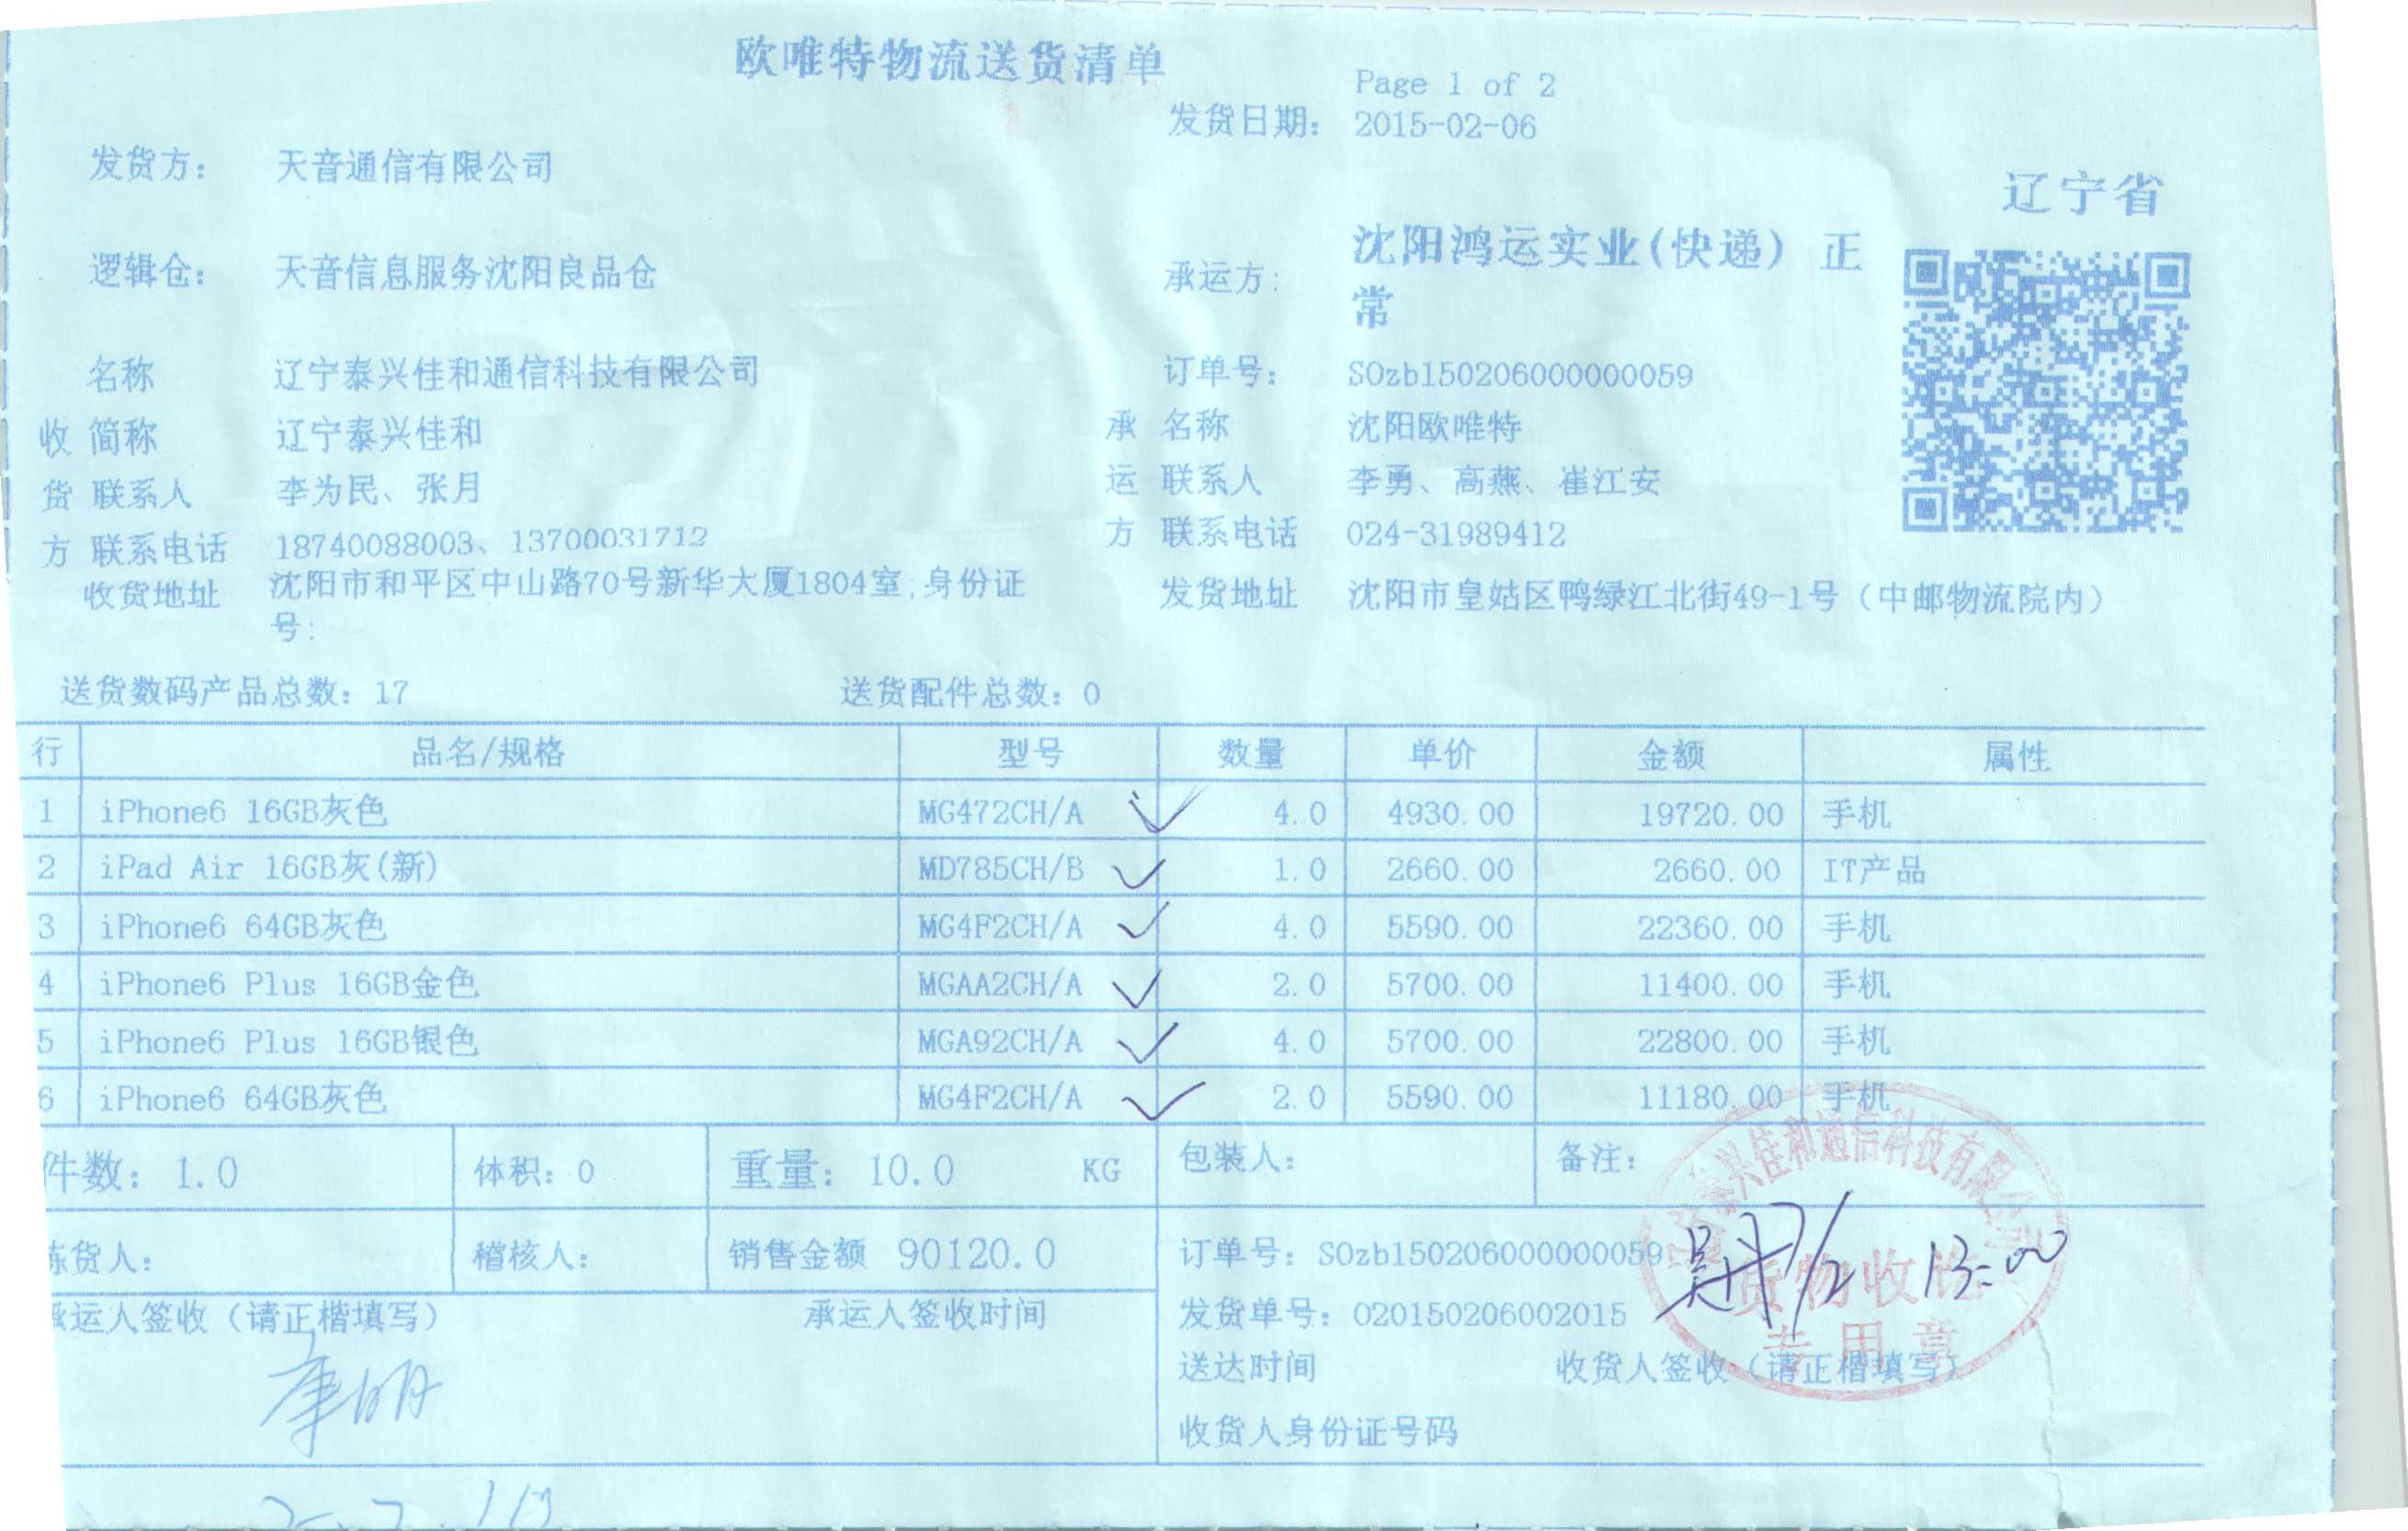 欧唯特物流送货清单
Page 1 of 2
发货日期： 2015-02-06
发货方： 天音通信有限公司
辽宁省
逻辑仓： 天音信息服务沈阳良品仓
承运方： 沈阳鸿运实业(快递) 正
常
名称 辽宁泰兴佳和通信科技有限公司 订单号： SOzb150206000000059
收 简称 辽宁泰兴佳和 承 名称 沈阳欧唯特
货 联系人 李为民、张月 运 联系人 李勇、高燕、崔江安
方 联系电话 18740088003、13700031712 方 联系电话 024-31989412
收货地址 沈阳市和平区中山路70号新华大厦1804室;身份证 发货地址 沈阳市皇姑区鸭绿江北街49-1号（中邮物流院内）
号:
送货数码产品总数：17 送货配件总数：0
行 品名/规格 型号 数量 单价 金额 属性
1 iPhone6 16GB灰色 MG472CH/A 4.0 4930.00 19720.00 手机
2 iPad Air 16GB灰(新) MD785CH/B 1.0 2660.00 2660.00 IT产品
3 iPhone6 64GB灰色 MG4F2CH/A 4.0 5590.00 22360.00 手机
4 iPhone6 Plus 16GB金色 MGAA2CH/A 2.0 5700.00 11400.00 手机
5 iPhone6 Plus 16GB银色 MGA92CH/A 4.0 5700.00 22800.00 手机
6 iPhone6 64GB灰色 MG4F2CH/A 2.0 5590.00 11180.00 手机
件数：1.0 体积：0 重量：10.0 KG 包装人： 备注：
泰兴佳和通信科技有限公司
货人： 稽核人： 销售金额 90120.0 订单号：SOzb150206000000059
7/2 13:00
货物收讫
专用章
承运人签收（请正楷填写） 承运人签收时间 发货单号：O20150206002015
送达时间 收货人签收（请正楷填写）
收货人身份证号码